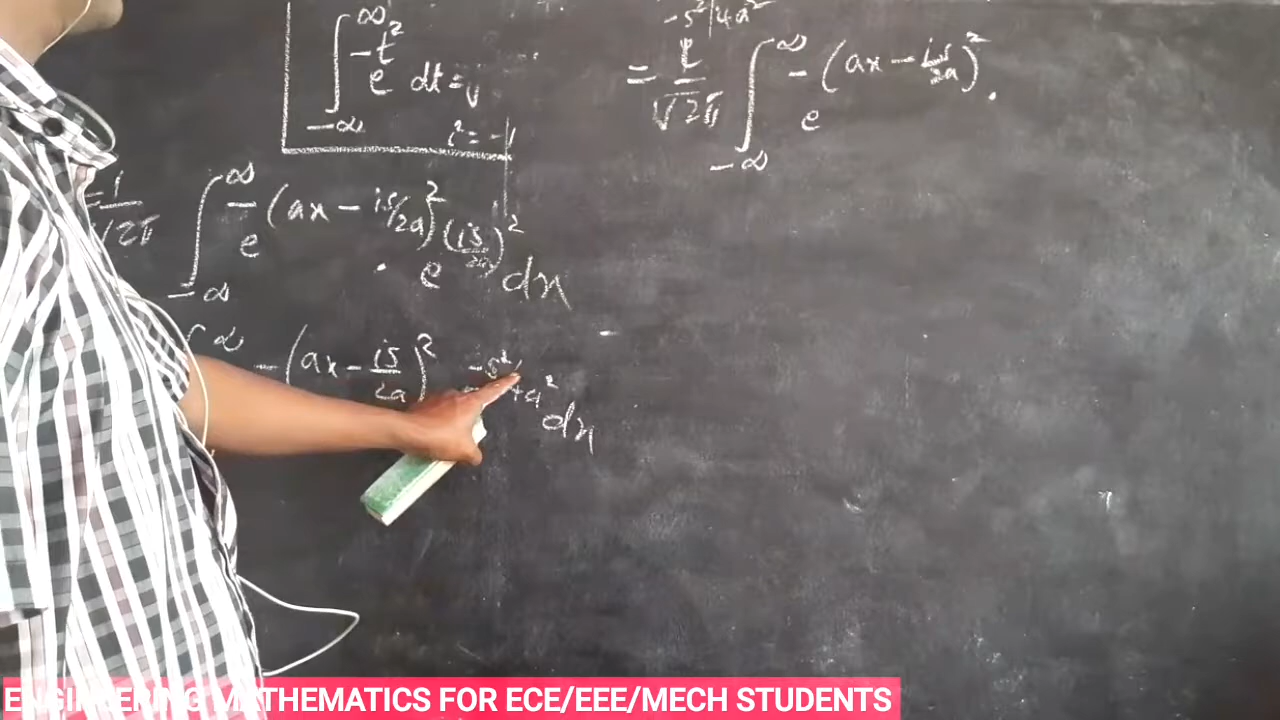 ∫_{-∞}^{∞} e^{-t²} dt = √
i² = -1
= 1/√2π ∫_{-∞}^{∞} e^{-(ax - is/2a)²} · e^{(is/2a)²} dx
∞ -(ax - is/2a)² -s²/4a² dx
= e^{-s²/4a²}/√2π ∫_{-∞}^{∞} e^{-(ax - is/2a)²} .
ENGINEERING MATHEMATICS FOR ECE/EEE/MECH STUDENTS